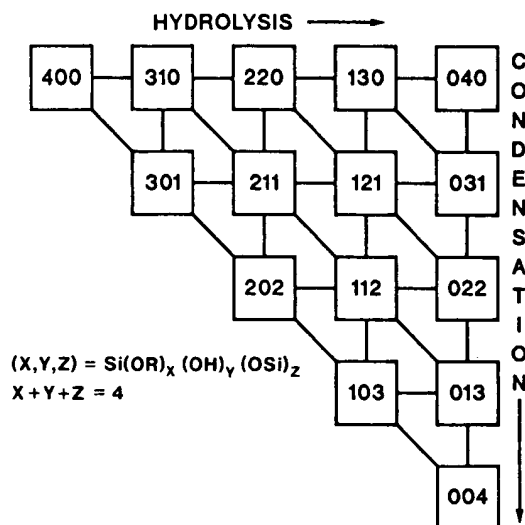 HYDROLYSIS
400 310 220 130 040
301 211 121 031
202 112 022
(X,Y,Z) = Si(OR)X (OH)Y (OSi)Z
X+Y+Z = 4
103 013
004
CONDENSATION